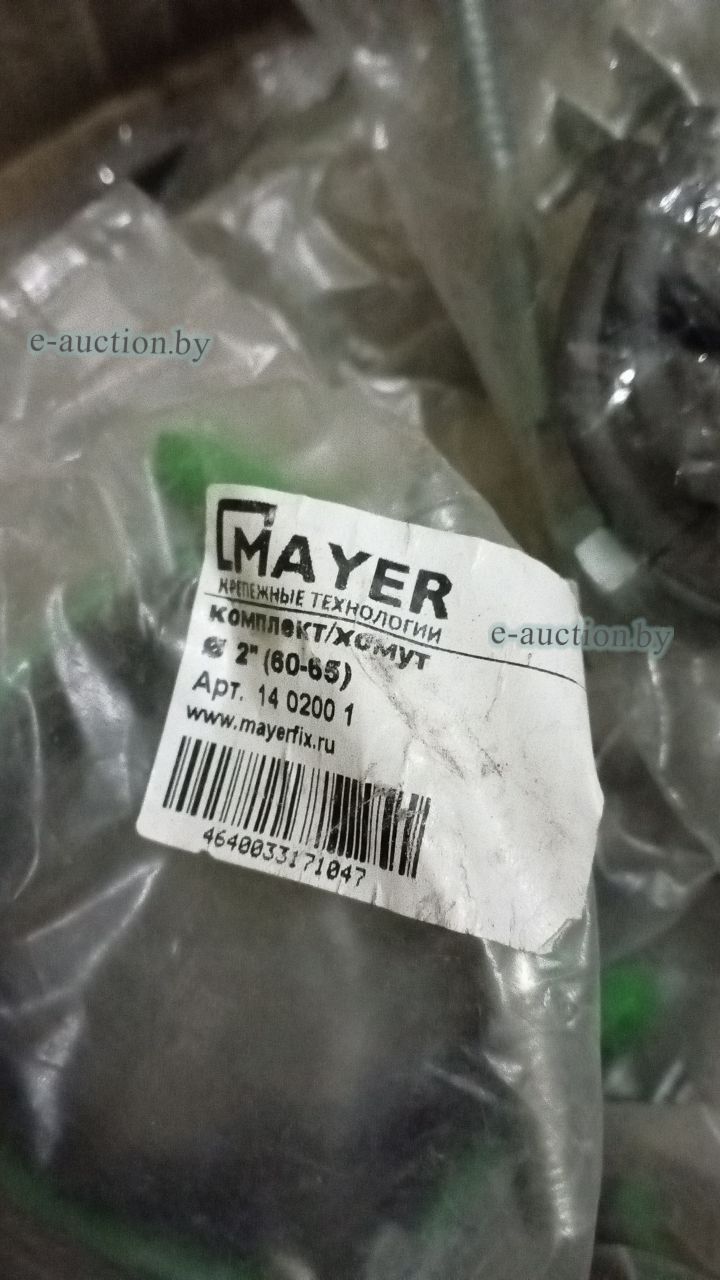 e-auction.by
MAYER
КРЕПЕЖНЫЕ ТЕХНОЛОГИИ
e-auction.by
комплект/хомут
Ø 2" (60-65)
Арт. 14 0200 1
www.mayerfix.ru
4640033171047